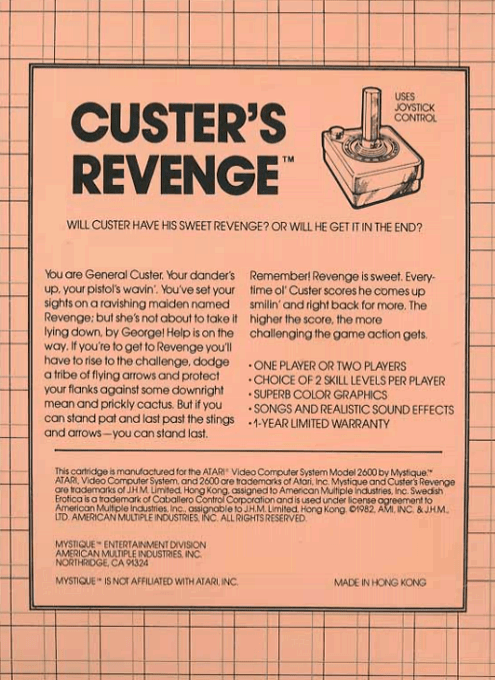 CUSTER'S
REVENGE™
USES
JOYSTICK
CONTROL
WILL CUSTER HAVE HIS SWEET REVENGE? OR WILL HE GET IT IN THE END?
You are General Custer. Your dander's
up, your pistol's wavin'. You've set your
sights on a ravishing maiden named
Revenge; but she's not about to take it
lying down, by George! Help is on the
way. If you're to get to Revenge you'll
have to rise to the challenge, dodge
a tribe of flying arrows and protect
your flanks against some downright
mean and prickly cactus. But if you
can stand pat and last past the stings
and arrows—you can stand last.
Remember! Revenge is sweet. Every-
time ol' Custer scores he comes up
smilin' and right back for more. The
higher the score, the more
challenging the game action gets.
• ONE PLAYER OR TWO PLAYERS
• CHOICE OF 2 SKILL LEVELS PER PLAYER
• SUPERB COLOR GRAPHICS
• SONGS AND REALISTIC SOUND EFFECTS
• 1-YEAR LIMITED WARRANTY
This cartridge is manufactured for the ATARI® Video Computer System Model 2600 by Mystique.™
ATARI, Video Computer System, and 2600 are trademarks of Atari, Inc. Mystique and Custer's Revenge
are trademarks of J.H.M. Limited, Hong Kong, assigned to American Multiple Industries, Inc. Swedish
Erotica is a trademark of Caballero Control Corporation and is used under license agreement to
American Multiple Industries, Inc., assignable to J.H. Limited, Hong Kong. ©1982, AMI, INC. & J.H.M.,
LTD. AMERICAN MULTIPLE INDUSTRIES, INC. ALL RIGHTS RESERVED.
MYSTIQUE™ ENTERTAINMENT DIVISION
AMERICAN MULTIPLE INDUSTRIES, INC.
NORTHRIDGE, CA 91324
MYSTIQUE™ IS NOT AFFILIATED WITH ATARI, INC.
MADE IN HONG KONG